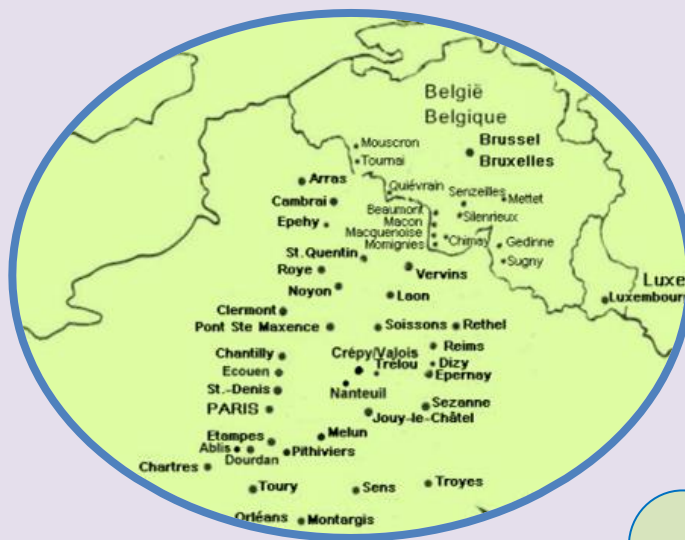 België
Belgique
Brussel
Bruxelles
Mouscron
Tournai
Arras
Quiévrain
Senzeilles
Mettet
Cambrai
Beaumont
Silenrieux
Epehy
Macon
Macquenoise
Momignies
Chimay
Gedinne
St.Quentin
Sugny
Roye
Vervins
Noyon
Laon
Luxe
Luxembour
Clermont
Pont Ste Maxence
Soissons
Rethel
Reims
Chantilly
Crépy/Valois
Dizy
Ecouen
Trélou
Epernay
St.-Denis
Nanteuil
PARIS
Sezanne
Jouy-le-Châtel
Etampes
Melun
Ablis
Dourdan
Pithiviers
Chartres
Toury
Sens
Troyes
Orléans
Montargis